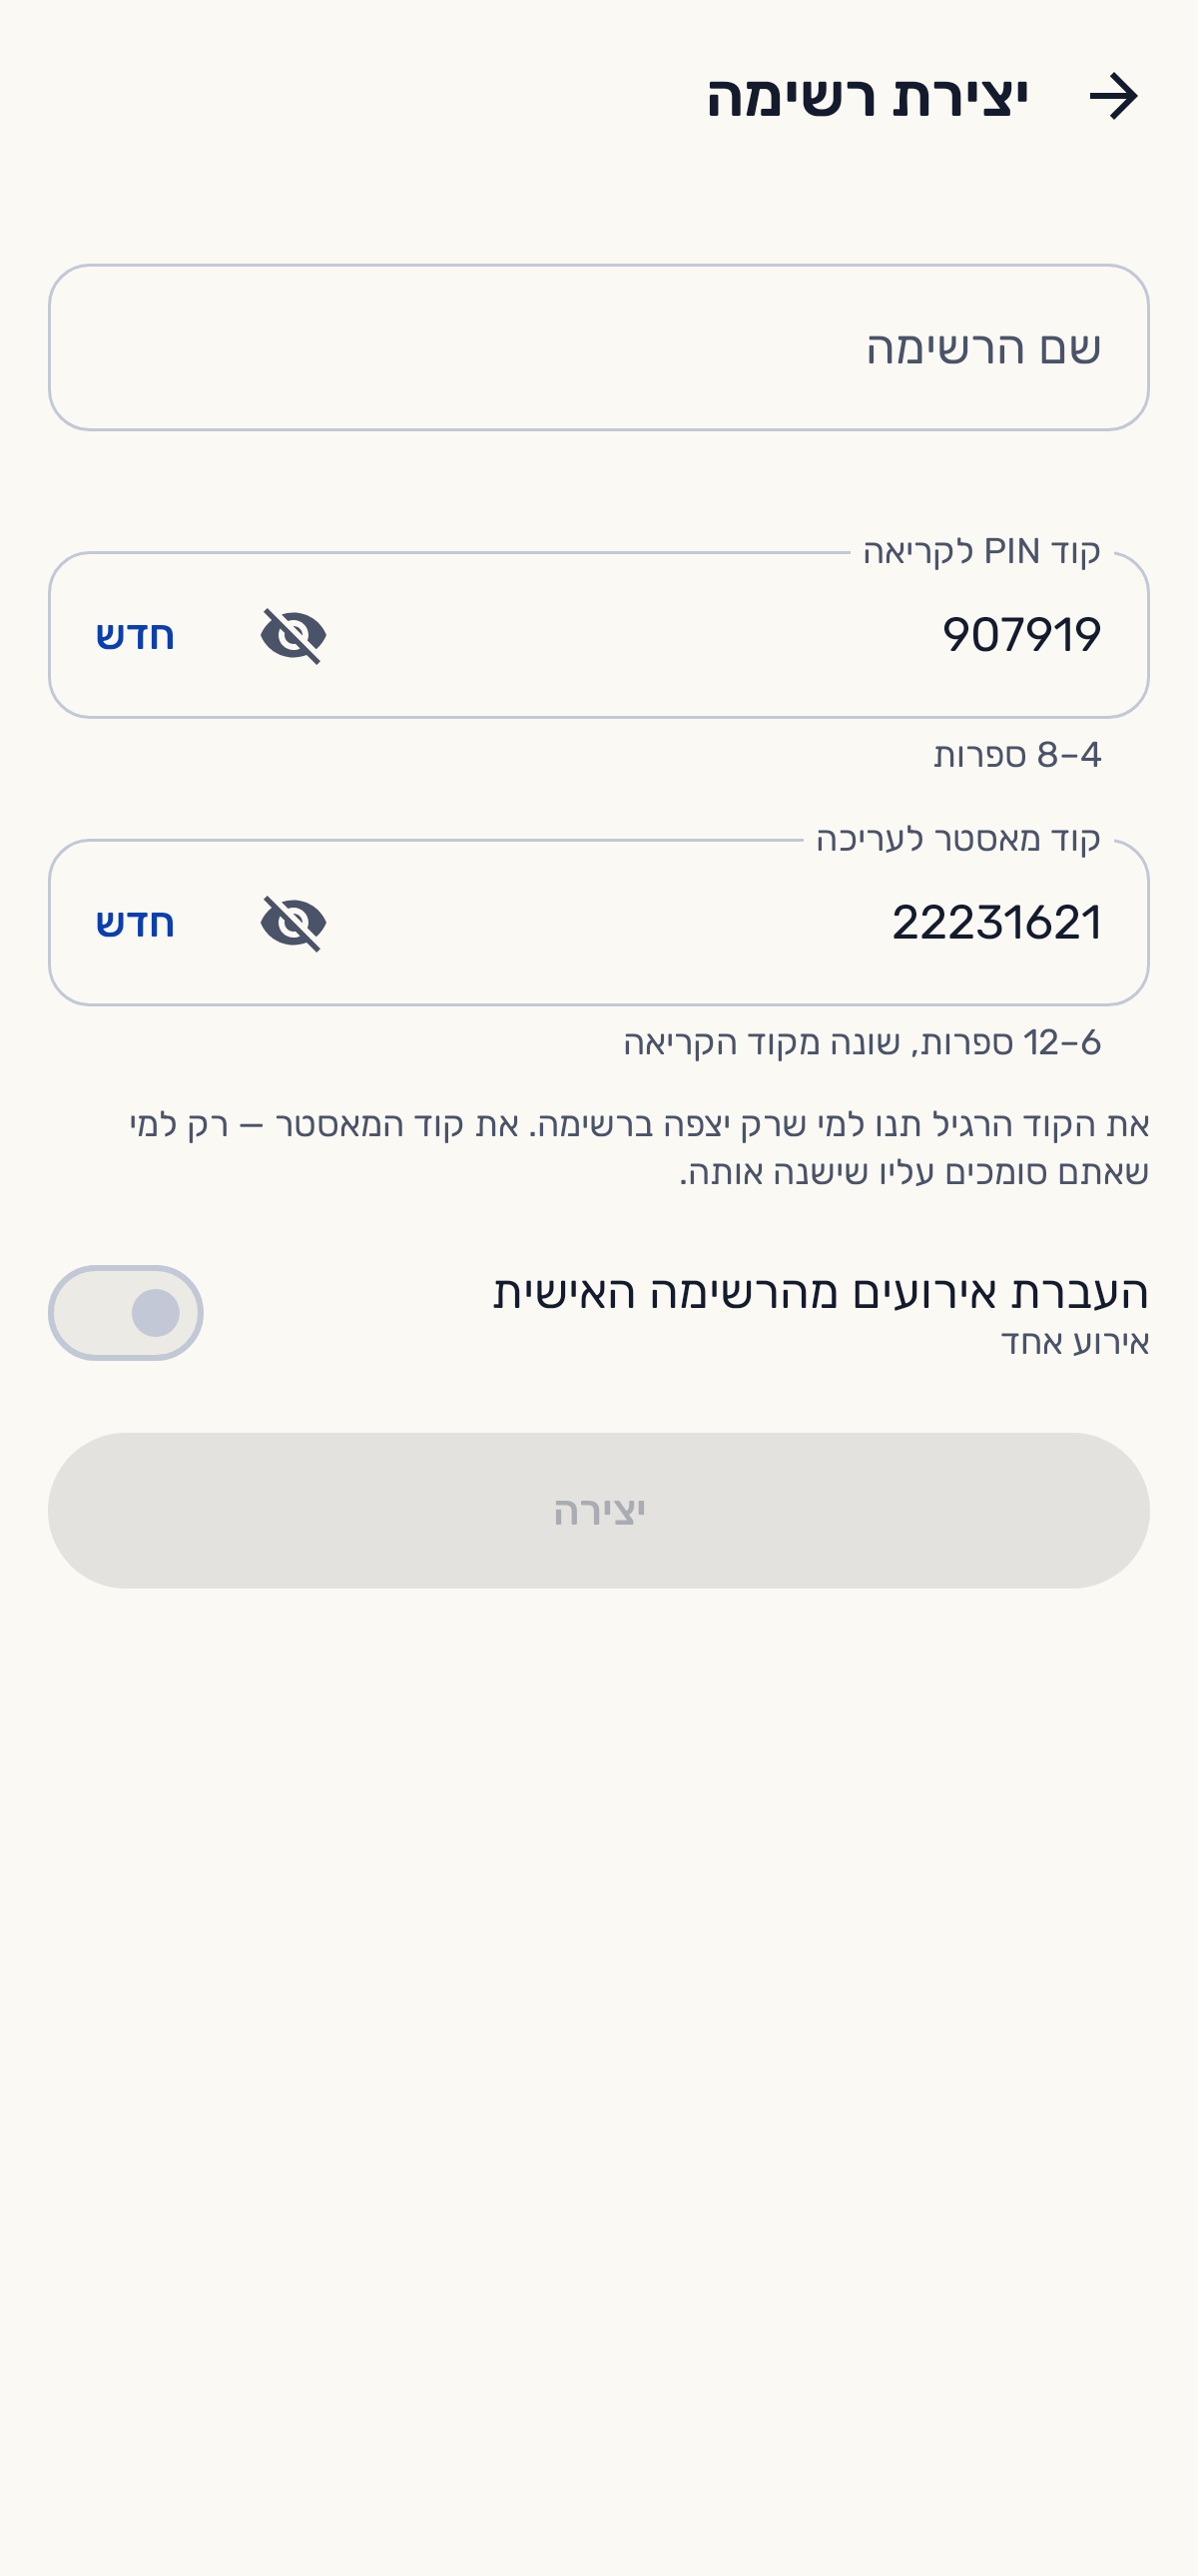 יצירת רשימה
שם הרשימה
קוד PIN לקריאה
907919
חדש
4–8 ספרות
קוד מאסטר לעריכה
22231621
חדש
6–12 ספרות, שונה מקוד הקריאה
את הקוד הרגיל תנו למי שרק יצפה ברשימה. את קוד המאסטר — רק למי
שאתם סומכים עליו שישנה אותה.
העברת אירועים מהרשימה האישית
אירוע אחד
יצירה